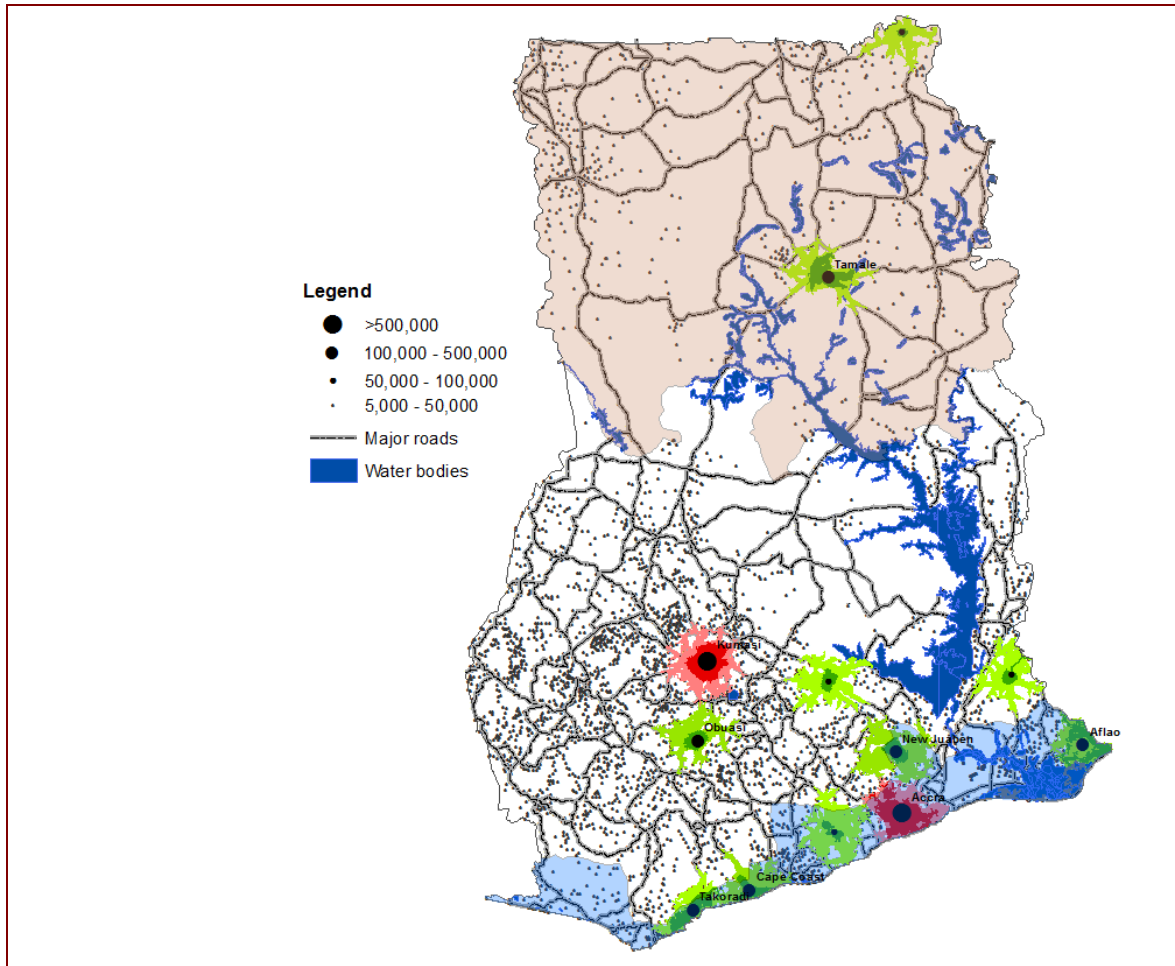 Tamale
Legend
>500,000
100,000 - 500,000
50,000 - 100,000
5,000 - 50,000
Major roads
Water bodies
Kumasi
Obuasi
New Juaben
Aflao
Accra
Cape Coast
Takoradi